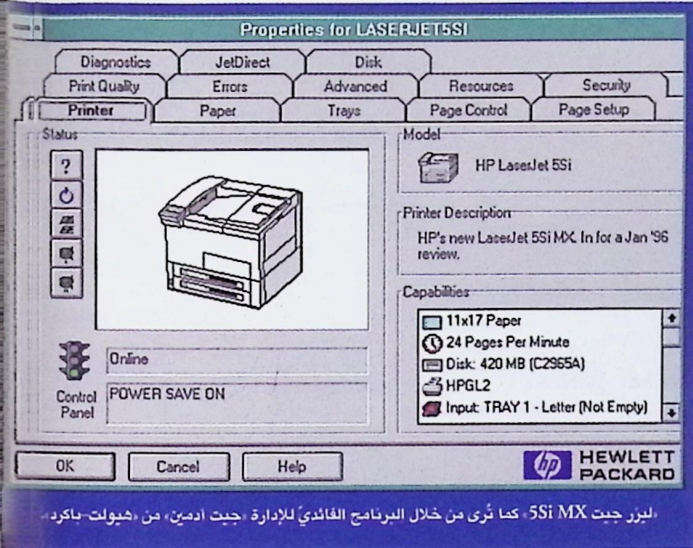 Properties for LASERJET5SI
Diagnostics JetDirect Disk
Print Quality Errors Advanced Resources Security
Printer Paper Trays Page Control Page Setup
Status
?
Online
Control
Panel
POWER SAVE ON
Model
HP LaserJet 5Si
Printer Description
HP's new LaserJet 5Si MX. In for a Jan '96
review.
Capabilities
11x17 Paper
24 Pages Per Minute
Disk: 420 MB (C2965A)
HPGL2
Input: TRAY 1 - Letter (Not Empty)
OK Cancel Help
hp HEWLETT
PACKARD
«ليزر جيت 5Si MX» كما تُرى من خلال البرنامج القائديّ للإدارة «جيت أدمين» من «هيولت-باكرد»